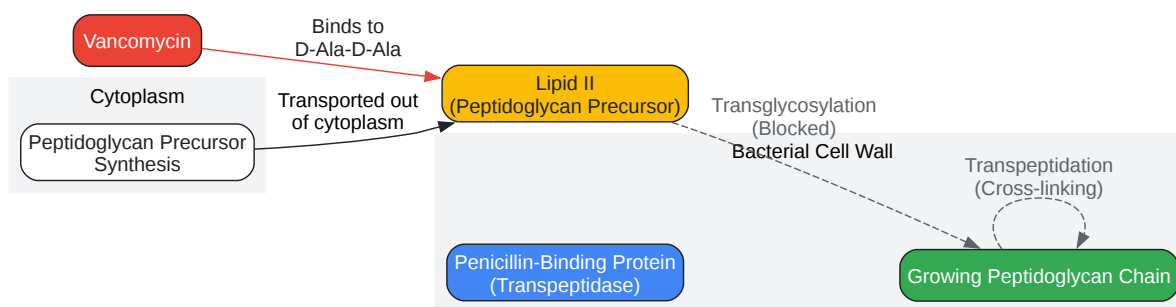 Vancomycin
Binds to
D-Ala-D-Ala
Cytoplasm
Peptidoglycan Precursor
Synthesis
Transported out
of cytoplasm
Lipid II
(Peptidoglycan Precursor)
Transglycosylation
(Blocked)
Bacterial Cell Wall
Transpeptidation
(Cross-linking)
Penicillin-Binding Protein
(Transpeptidase)
Growing Peptidoglycan Chain